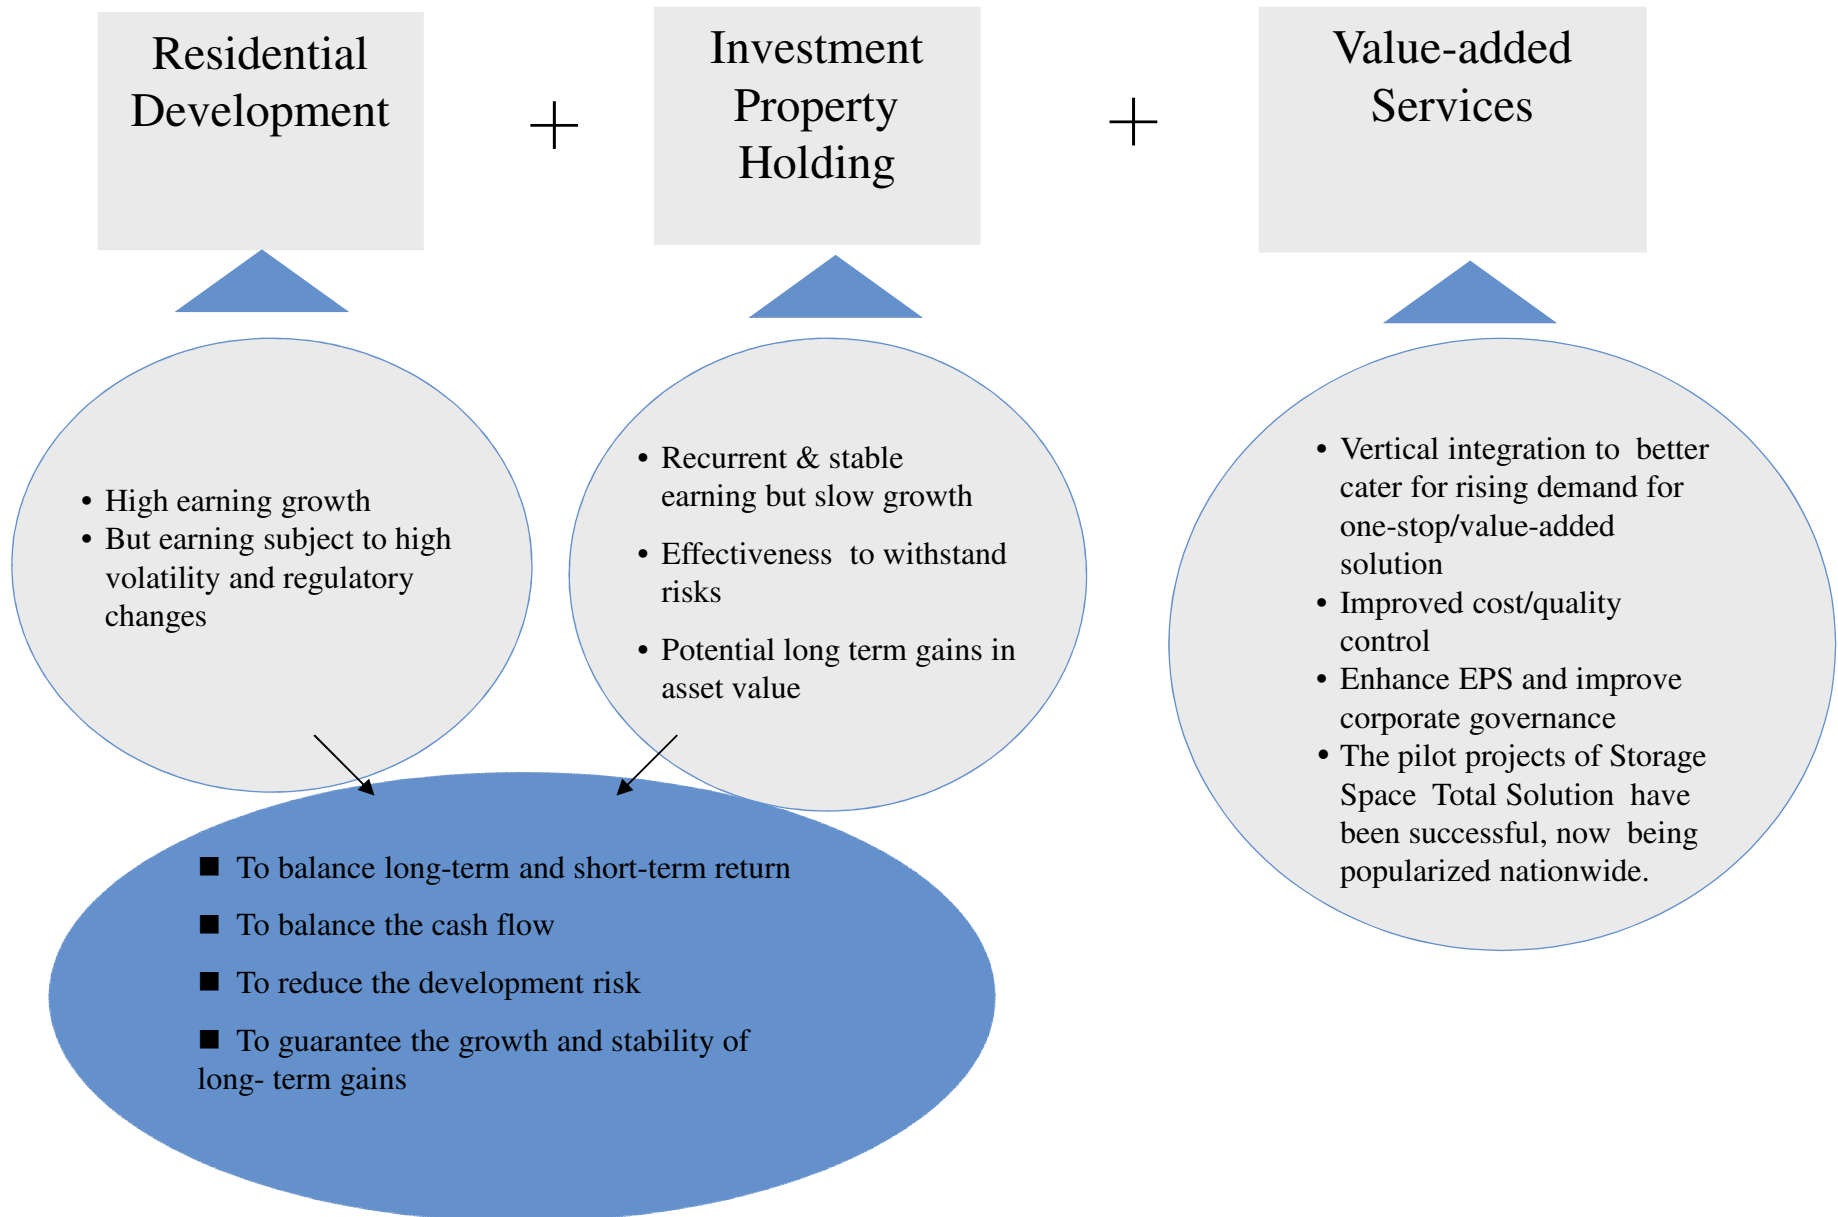 Residential
Development
+
Investment
Property
Holding
+
Value-added
Services
• High earning growth
• But earning subject to high
volatility and regulatory
changes
• Recurrent & stable
earning but slow growth
• Effectiveness to withstand
risks
• Potential long term gains in
asset value
• Vertical integration to better
cater for rising demand for
one-stop/value-added
solution
• Improved cost/quality
control
• Enhance EPS and improve
corporate governance
• The pilot projects of Storage
Space Total Solution have
been successful, now being
popularized nationwide.
■ To balance long-term and short-term return
■ To balance the cash flow
■ To reduce the development risk
■ To guarantee the growth and stability of
long- term gains